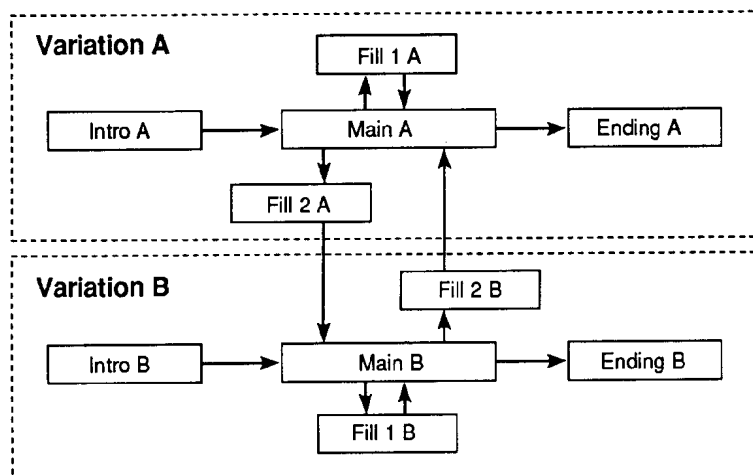 Variation A
Fill 1 A
Intro A
Main A
Ending A
Fill 2 A
Variation B
Fill 2 B
Intro B
Main B
Ending B
Fill 1 B